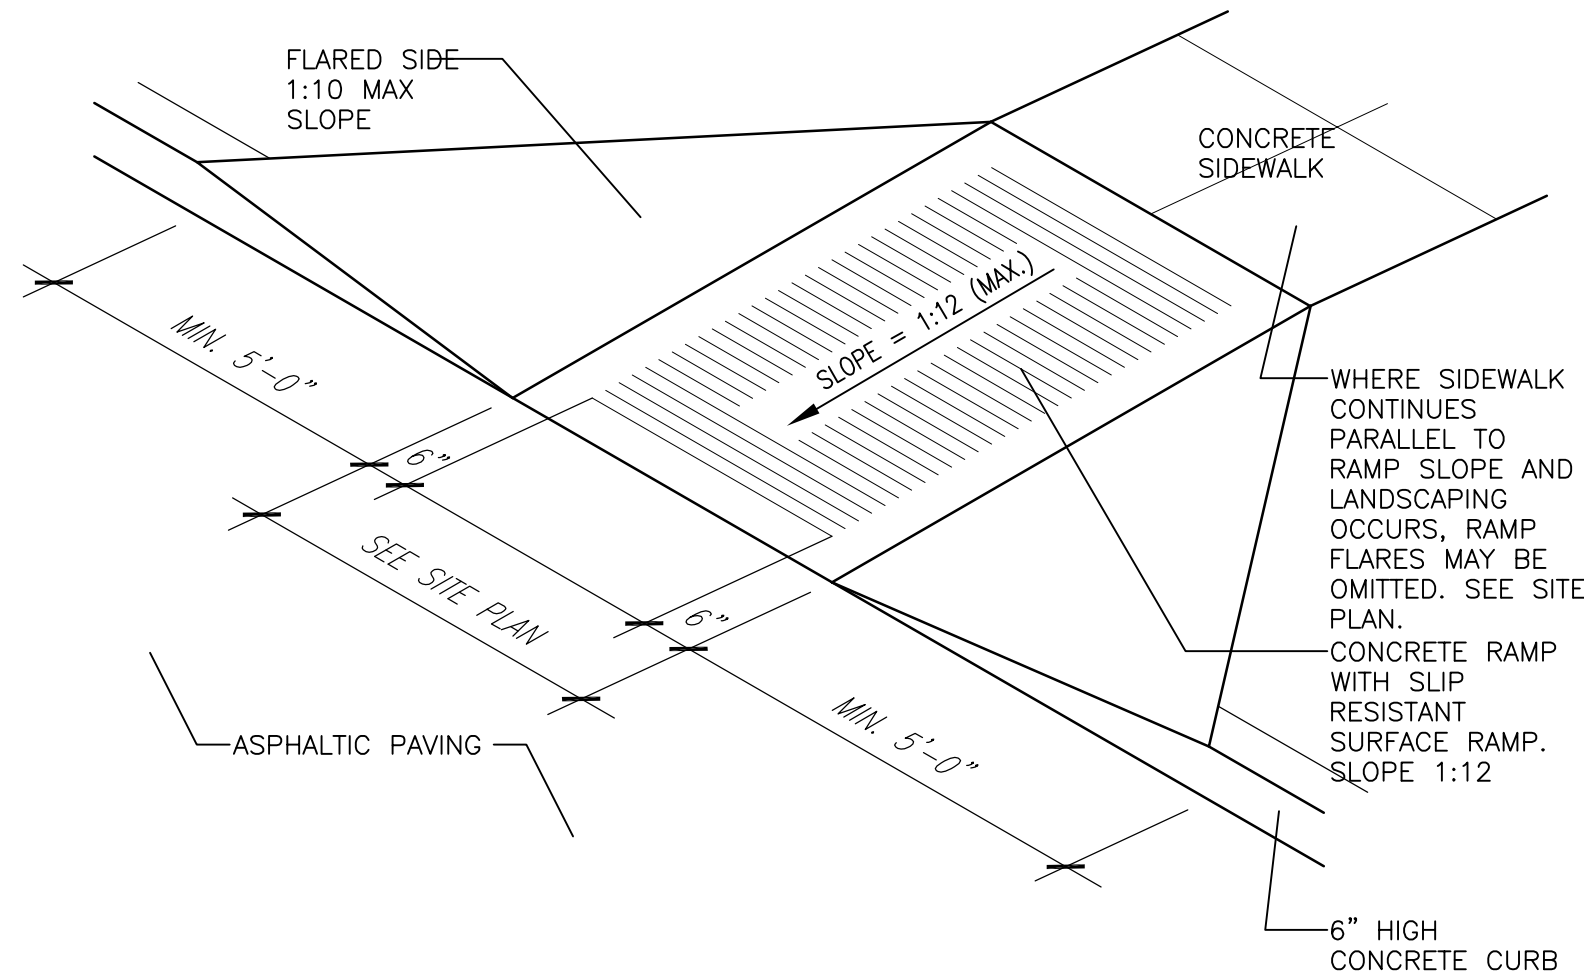 FLARED SIDE
1:10 MAX
SLOPE
CONCRETE
SIDEWALK
SLOPE = 1:12 (MAX.)
MIN. 5'-0"
6"
SEE SITE PLAN
6"
MIN. 5'-0"
ASPHALTIC PAVING
WHERE SIDEWALK
CONTINUES
PARALLEL TO
RAMP SLOPE AND
LANDSCAPING
OCCURS, RAMP
FLARES MAY BE
OMITTED. SEE SITE
PLAN.
CONCRETE RAMP
WITH SLIP
RESISTANT
SURFACE RAMP.
SLOPE 1:12
6" HIGH
CONCRETE CURB